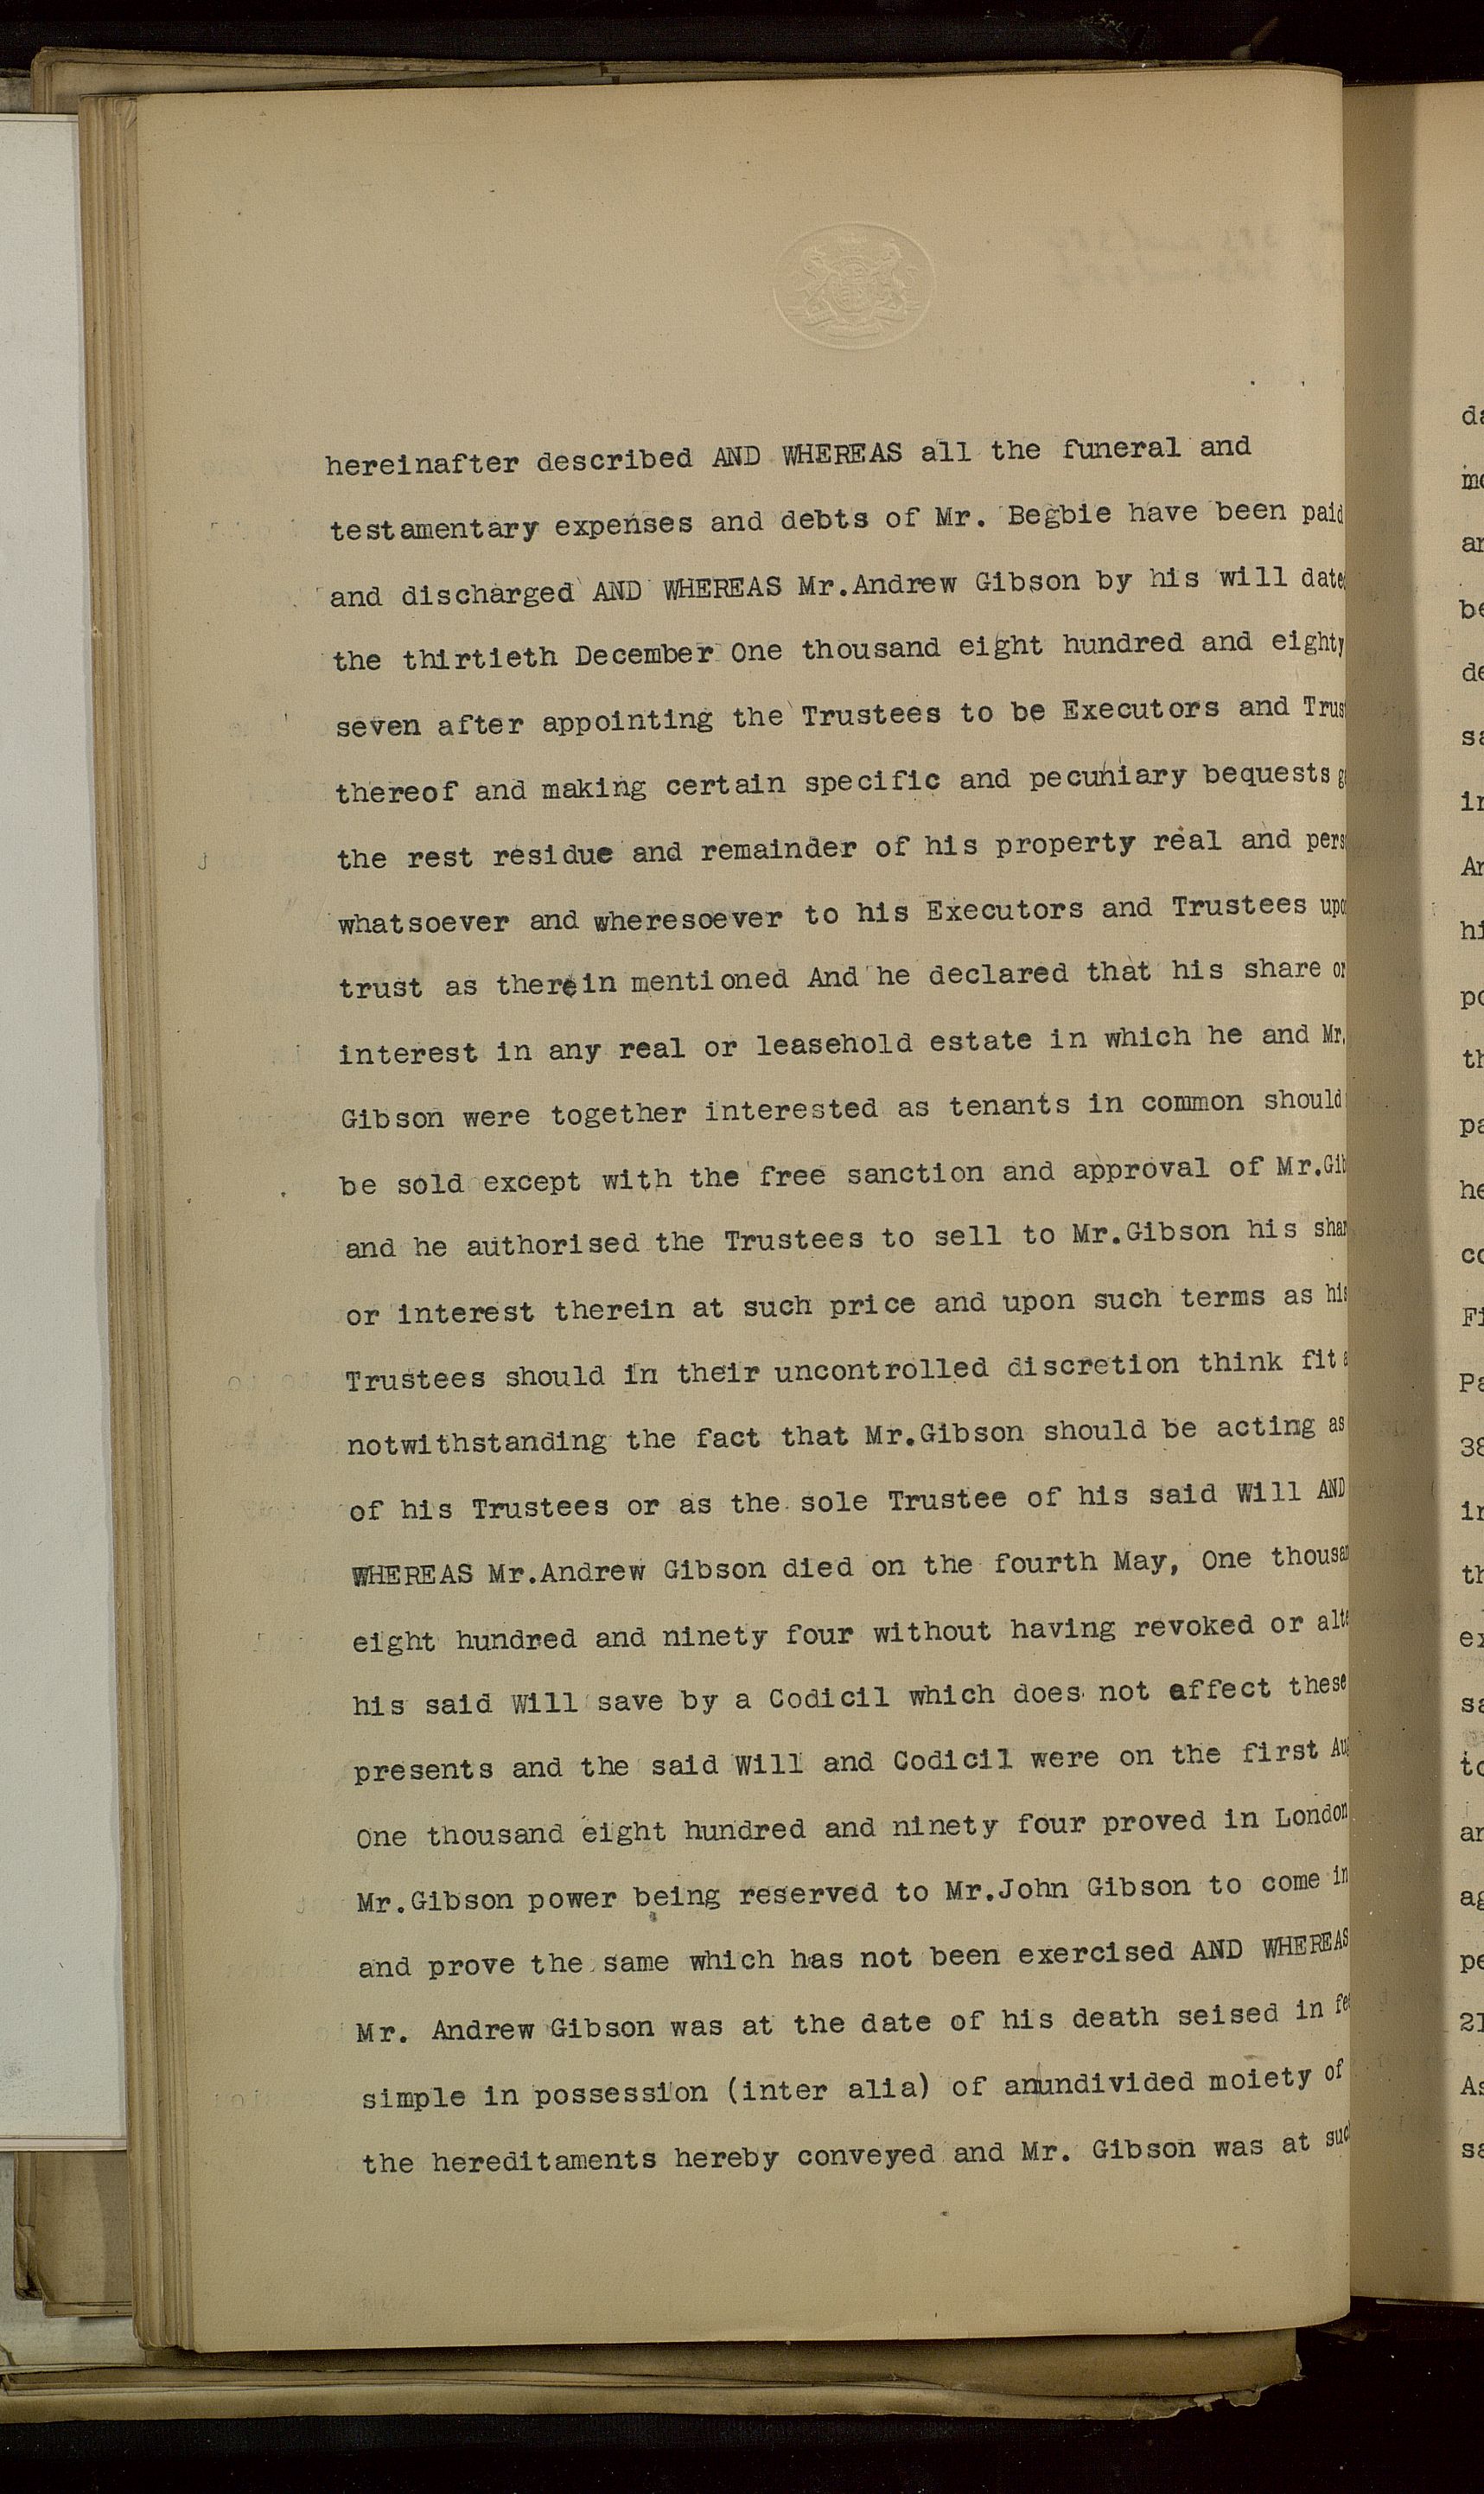 hereinafter described AND WHEREAS all the funeral and
testamentary expenses and debts of Mr. Begbie have been paid
and discharged AND WHEREAS Mr.Andrew Gibson by his will dated
the thirtieth December One thousand eight hundred and eighty
seven after appointing the Trustees to be Executors and Trus
thereof and making certain specific and pecuniary bequests
the rest residue and remainder of his property real and pers
whatsoever and wheresoever to his Executors and Trustees upo
trust as therein mentioned And he declared that his share or
interest in any real or leasehold estate in which he and Mr.
Gibson were together interested as tenants in common should
be sold except with the free sanction and approval of Mr.Gib
and he authorised the Trustees to sell to Mr.Gibson his shar
or interest therein at such price and upon such terms as his
Trustees should in their uncontrolled discretion think fit
notwithstanding the fact that Mr.Gibson should be acting as
of his Trustees or as the sole Trustee of his said Will AND
WHEREAS Mr.Andrew Gibson died on the fourth May, One thousan
eight hundred and ninety four without having revoked or alte
his said Will save by a Codicil which does not affect these
presents and the said Will and Codicil were on the first Aug
One thousand eight hundred and ninety four proved in London
Mr.Gibson power being reserved to Mr.John Gibson to come in
and prove the same which has not been exercised AND WHEREAS
Mr. Andrew Gibson was at the date of his death seised in fee
simple in possession (inter alia) of an undivided moiety of
the hereditaments hereby conveyed and Mr. Gibson was at such